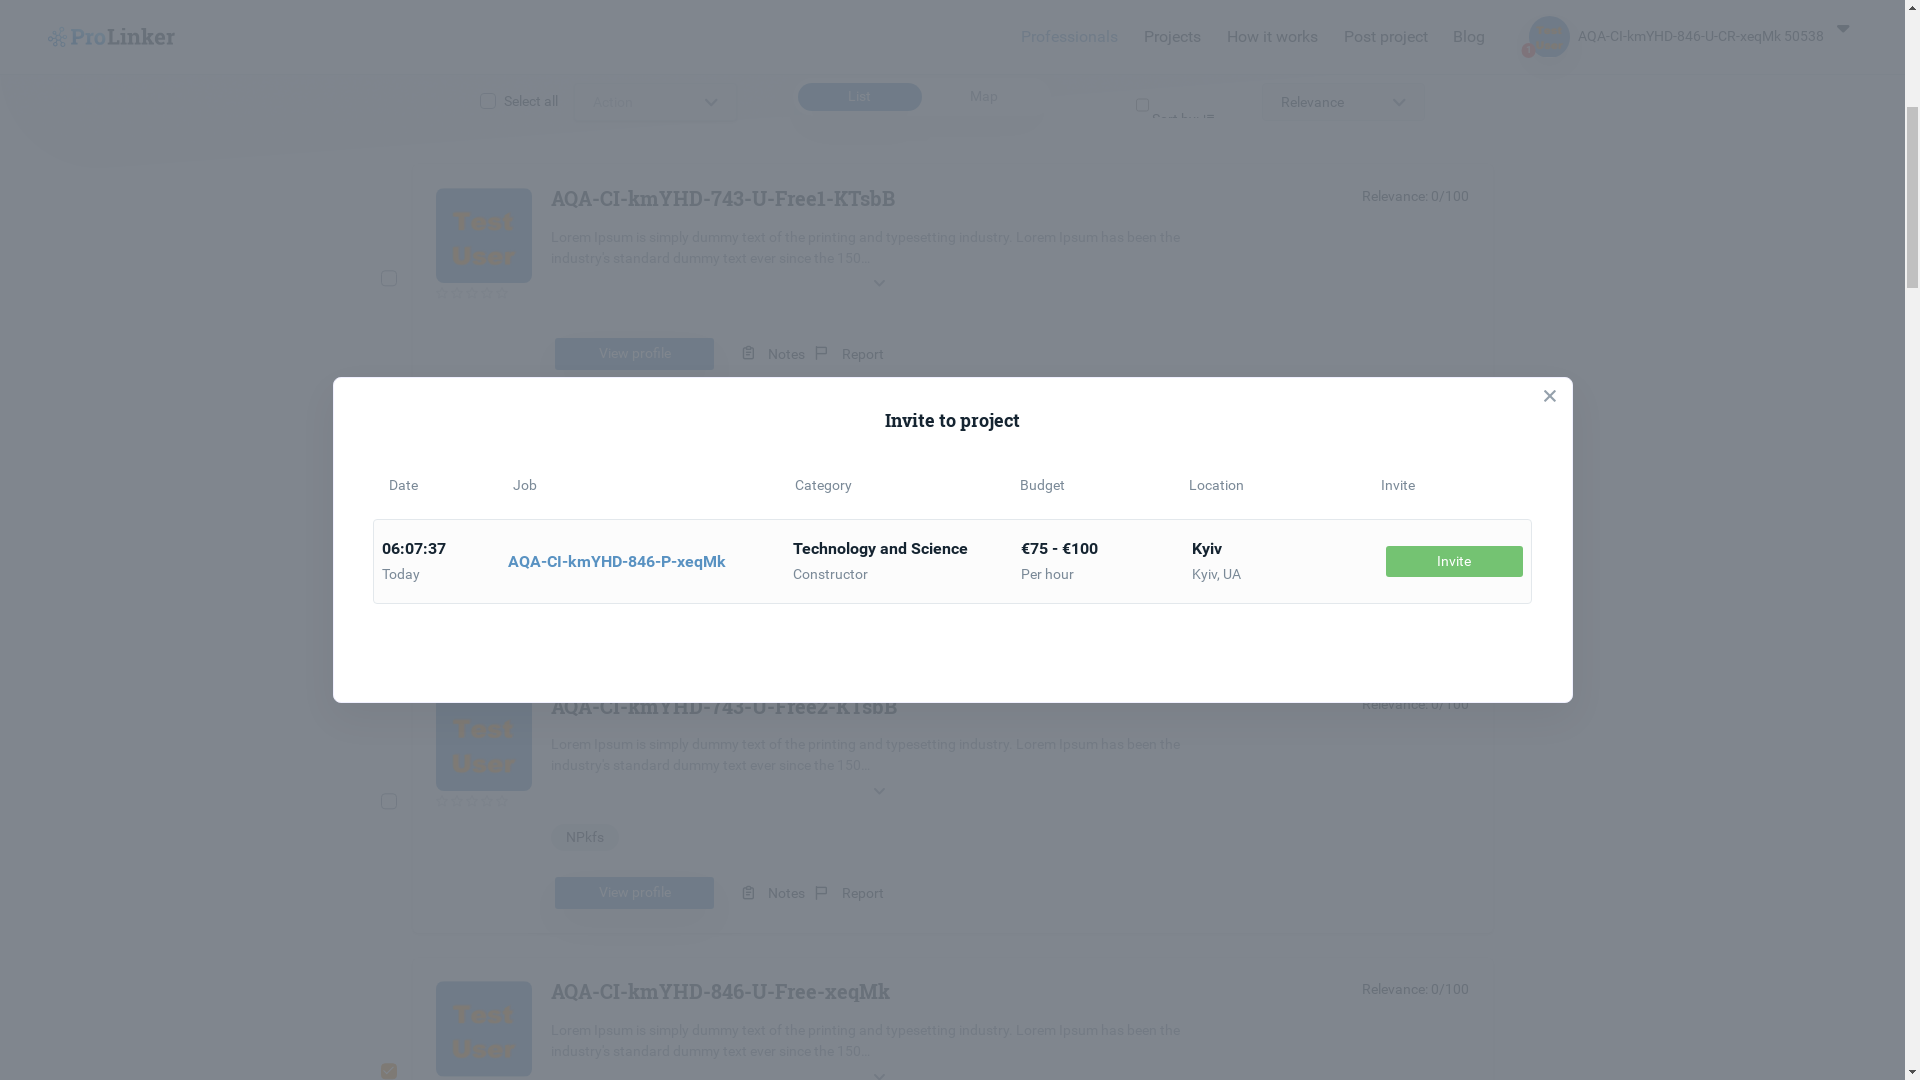 ProLinker
Professionals
Projects
How it works
Post project
Blog
1
AQA-CI-kmYHD-846-U-CR-xeqMk 50538
Select all
Action
List
Map
Relevance
Test
User
AQA-CI-kmYHD-743-U-Free1-KTsbB
Relevance: 0/100
Lorem Ipsum is simply dummy text of the printing and typesetting industry. Lorem Ipsum has been the
industry's standard dummy text ever since the 150...
View profile
Notes
Report
Invite to project
Date
Job
Category
Budget
Location
Invite
06:07:37
Today
AQA-CI-kmYHD-846-P-xeqMk
Technology and Science
Constructor
€75 - €100
Per hour
Kyiv
Kyiv, UA
Invite
Test
User
AQA-CI-kmYHD-743-U-Free2-KTsbB
Relevance: 0/100
Lorem Ipsum is simply dummy text of the printing and typesetting industry. Lorem Ipsum has been the
industry's standard dummy text ever since the 150...
NPkfs
View profile
Notes
Report
Test
User
AQA-CI-kmYHD-846-U-Free-xeqMk
Relevance: 0/100
Lorem Ipsum is simply dummy text of the printing and typesetting industry. Lorem Ipsum has been the
industry's standard dummy text ever since the 150...